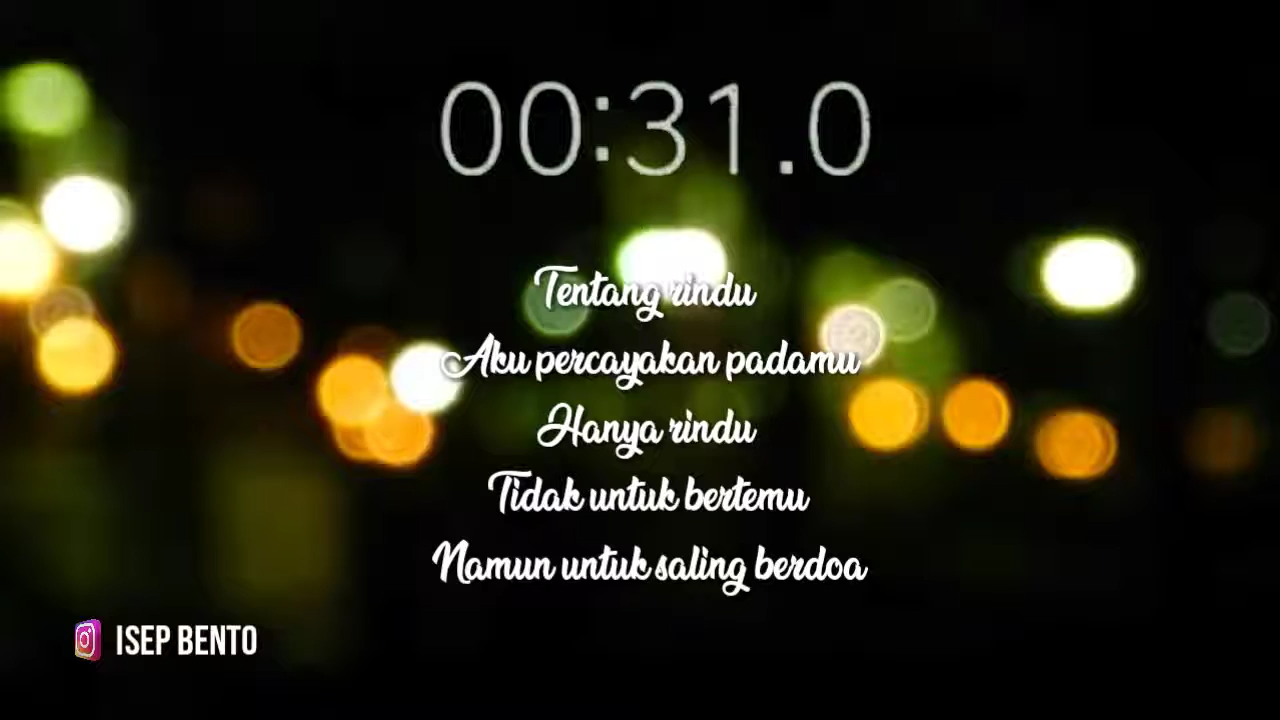 00:31.0
Tentang rindu
Aku percayakan padamu
Hanya rindu
Tidak untuk bertemu
Namun untuk saling berdoa
ISEP BENTO